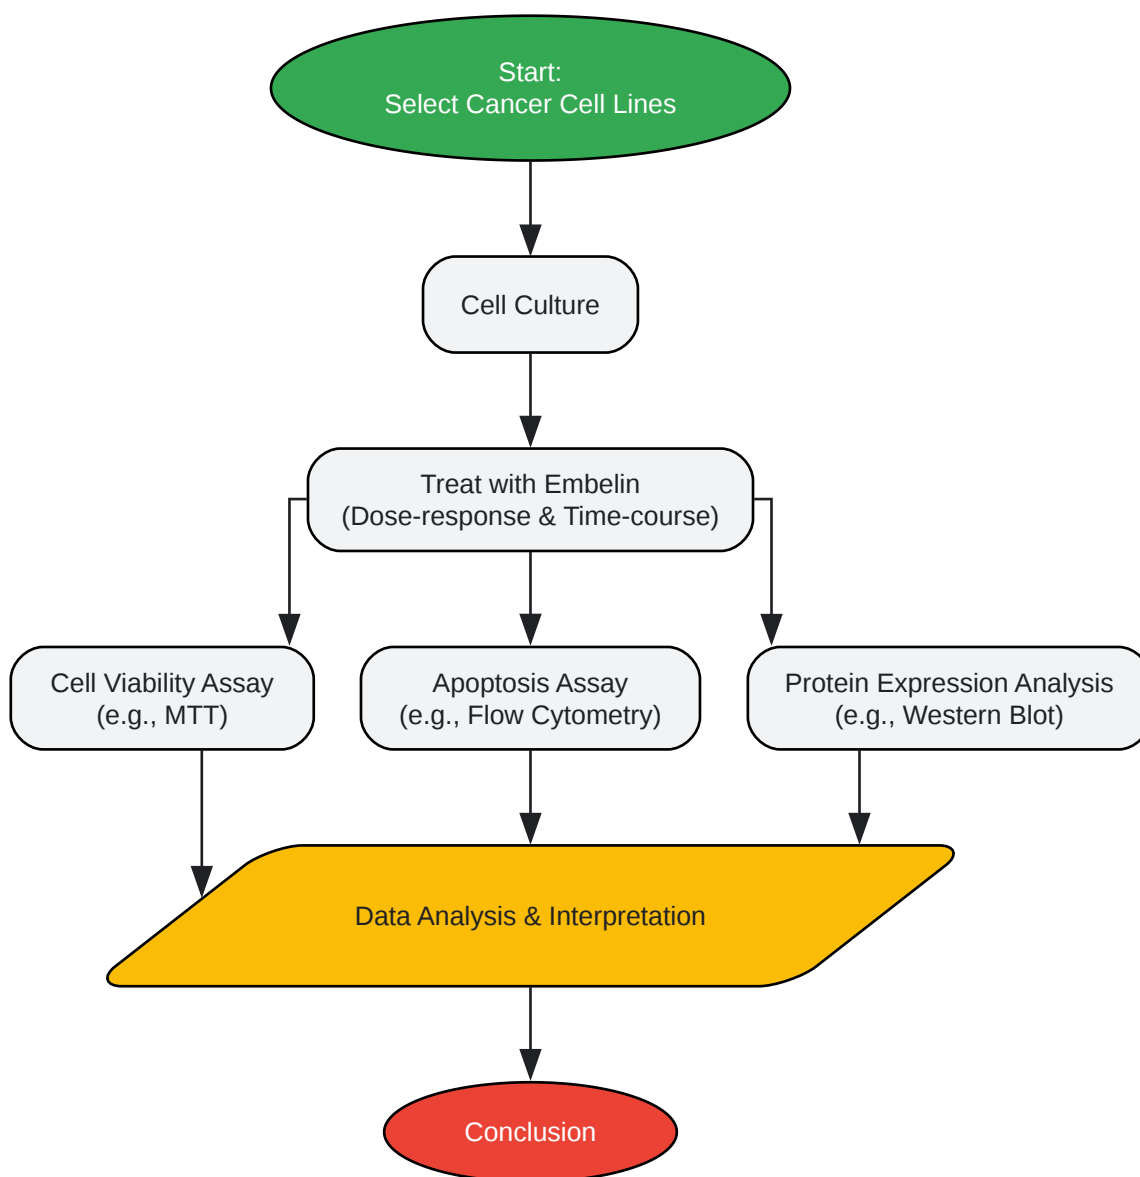 Start:
Select Cancer Cell Lines
Cell Culture
Treat with Embelin
(Dose-response & Time-course)
Cell Viability Assay
(e.g., MTT)
Apoptosis Assay
(e.g., Flow Cytometry)
Protein Expression Analysis
(e.g., Western Blot)
Data Analysis & Interpretation
Conclusion